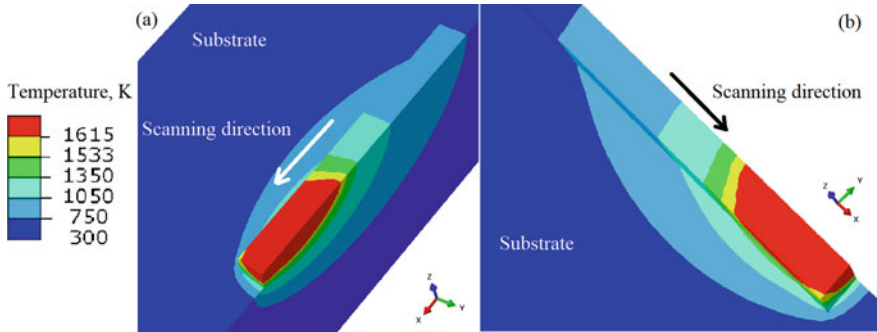 (a)
Substrate
Temperature, K
1615
1533
1350
1050
750
300
Scanning direction
Z
Y
X
(b)
Scanning direction
Substrate
Z
Y
X